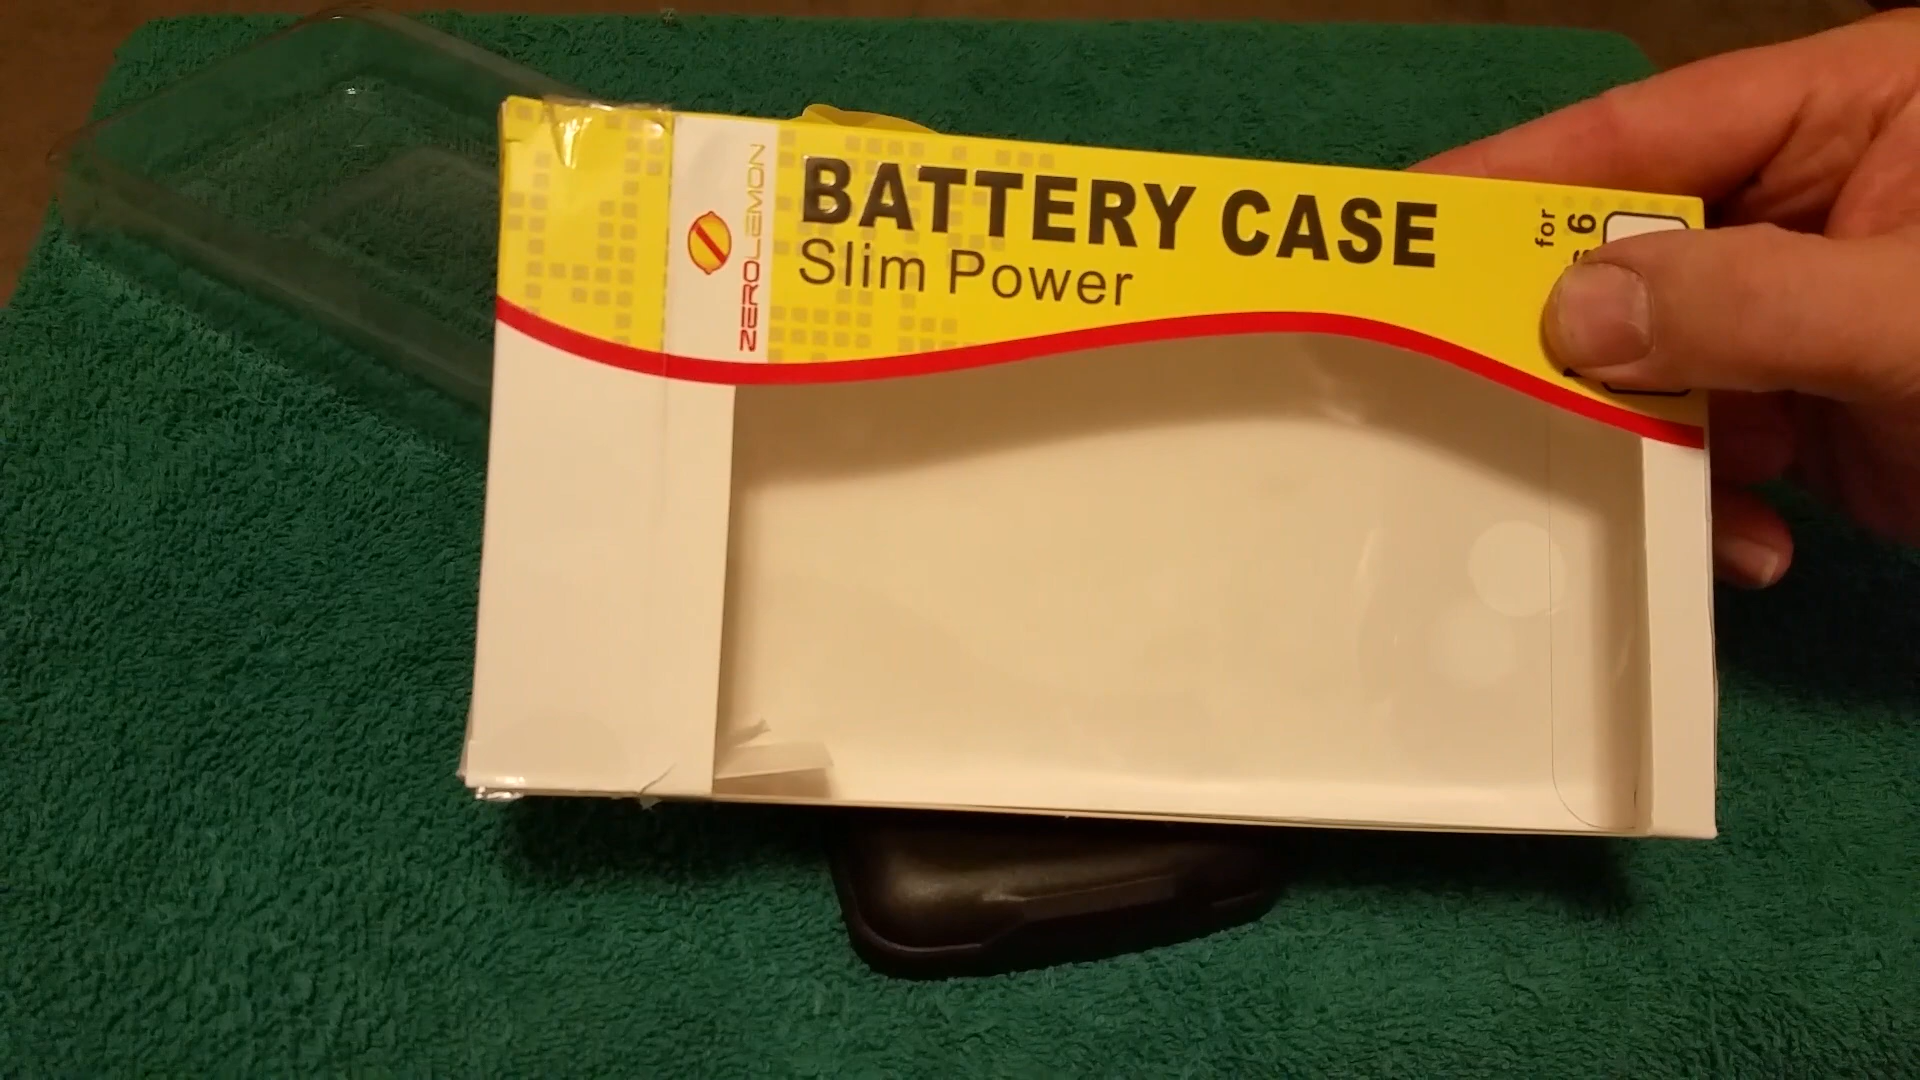 ZEROLEMON
BATTERY CASE
Slim Power
for
6